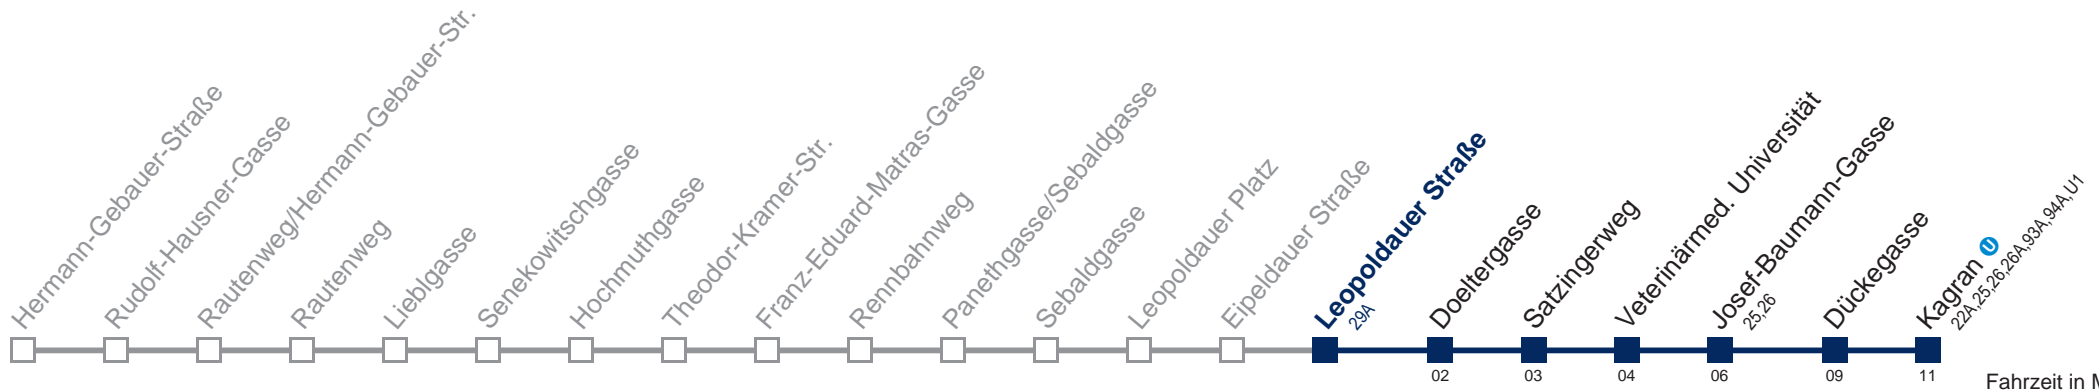 Hermann-Gebauer-Straße
Rudolf-Hausner-Gasse
Rautenweg/Hermann-Gebauer-Str.
Rautenweg
Lieblgasse
Senekowitschgasse
Hochmuthgasse
Theodor-Kramer-Str.
Franz-Eduard-Matras-Gasse
Rennbahnweg
Panethgasse/Sebaldgasse
Sebaldgasse
Leopoldauer Platz
Eipeldauer Straße
Leopoldauer Straße
29A
Doeltergasse
Satzingerweg
Veterinärmed. Universität
Josef-Baumann-Gasse
25,26
Dückegasse
Kagran U
22A,25,26,26A,93A,94A,U1
02 03 04 06 09 11
Fahrzeit in M